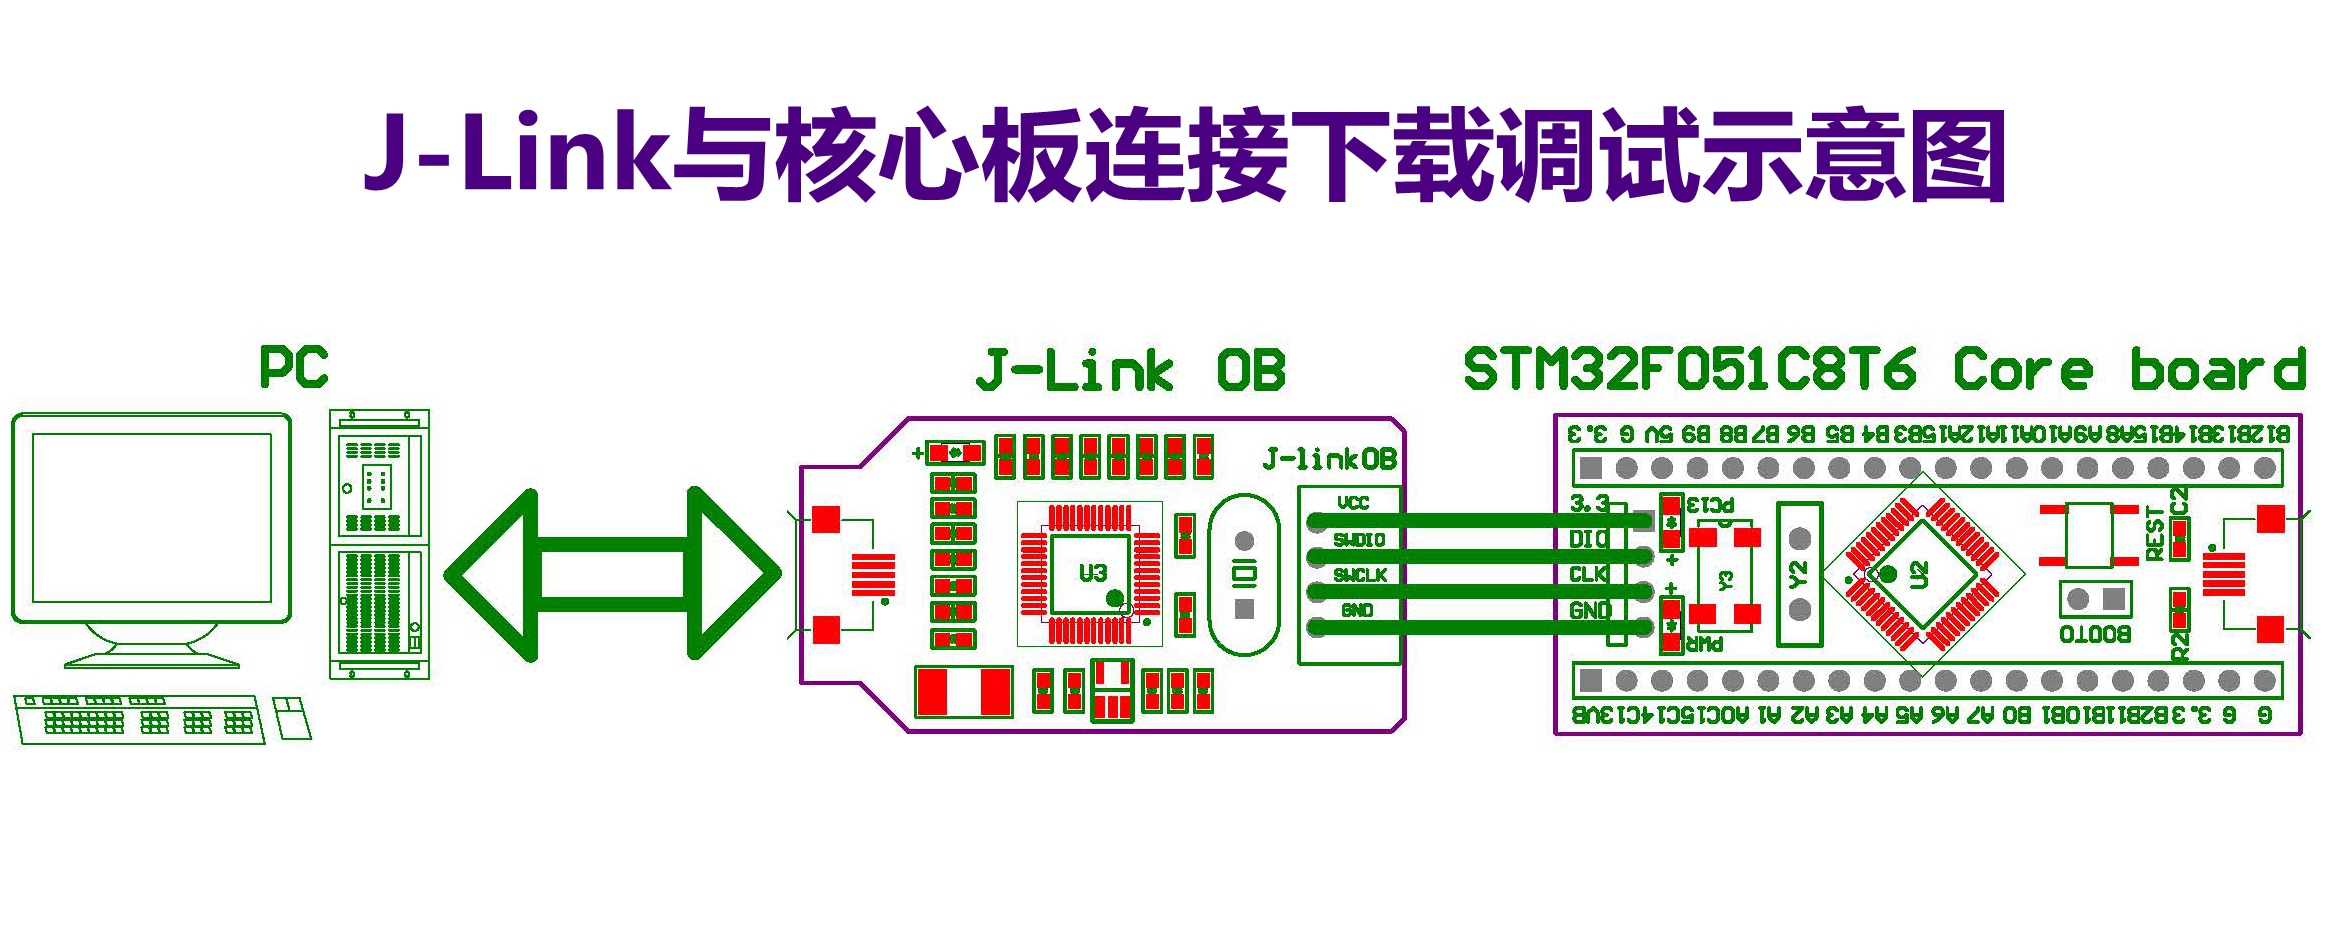 J-Link与核心板连接下载调试示意图
PC
J-Link OB
STM32F051C8T6 Core board
J-linkOB
VCC
SWDIO
SWCLK
GND
U3
+
3.3 G 5V B9 B8 B7 B6 B5 B4 B3 A15 A12 A11 A10 A9 A8 B15 B14 B13 B12
3.3
DIO
CLK
GND
PC13
+
+
PWR
Y3
Y2
U2
REST
C2
R2
BOOT0
VB C13 C14 C15 A0 A1 A2 A3 A4 A5 A6 A7 B0 B1 B10 B11 B2 3.3 G G